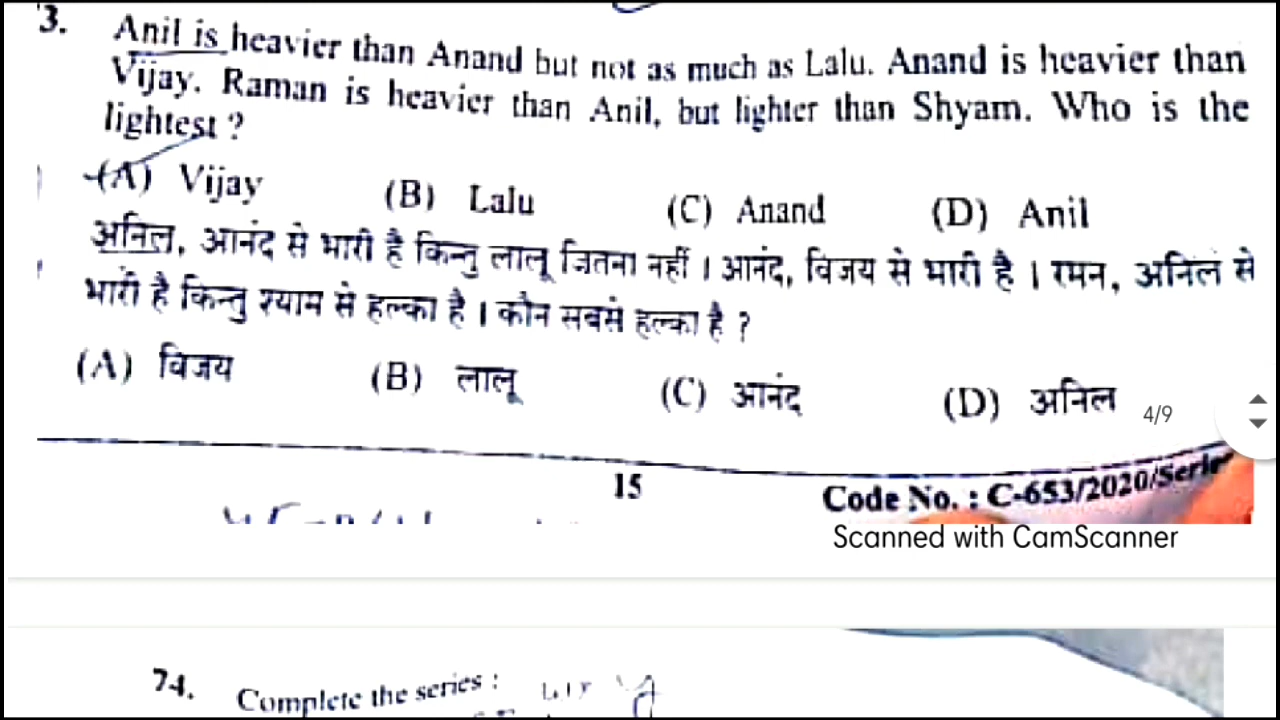 3. Anil is heavier than Anand but not as much as Lalu. Anand is heavier than
Vijay. Raman is heavier than Anil, but lighter than Shyam. Who is the
lightest ?
(A) Vijay (B) Lalu (C) Anand (D) Anil
अनिल, आनंद से भारी है किन्तु लालू जितना नहीं । आनंद, विजय से भारी है । रमन, अनिल से
भारी है किन्तु श्याम से हल्का है । कौन सबसे हल्का है ?
(A) विजय (B) लालू (C) आनंद (D) अनिल
4/9
15
Code No. : C-653/2020/Serie
Scanned with CamScanner
74. Complete the series :